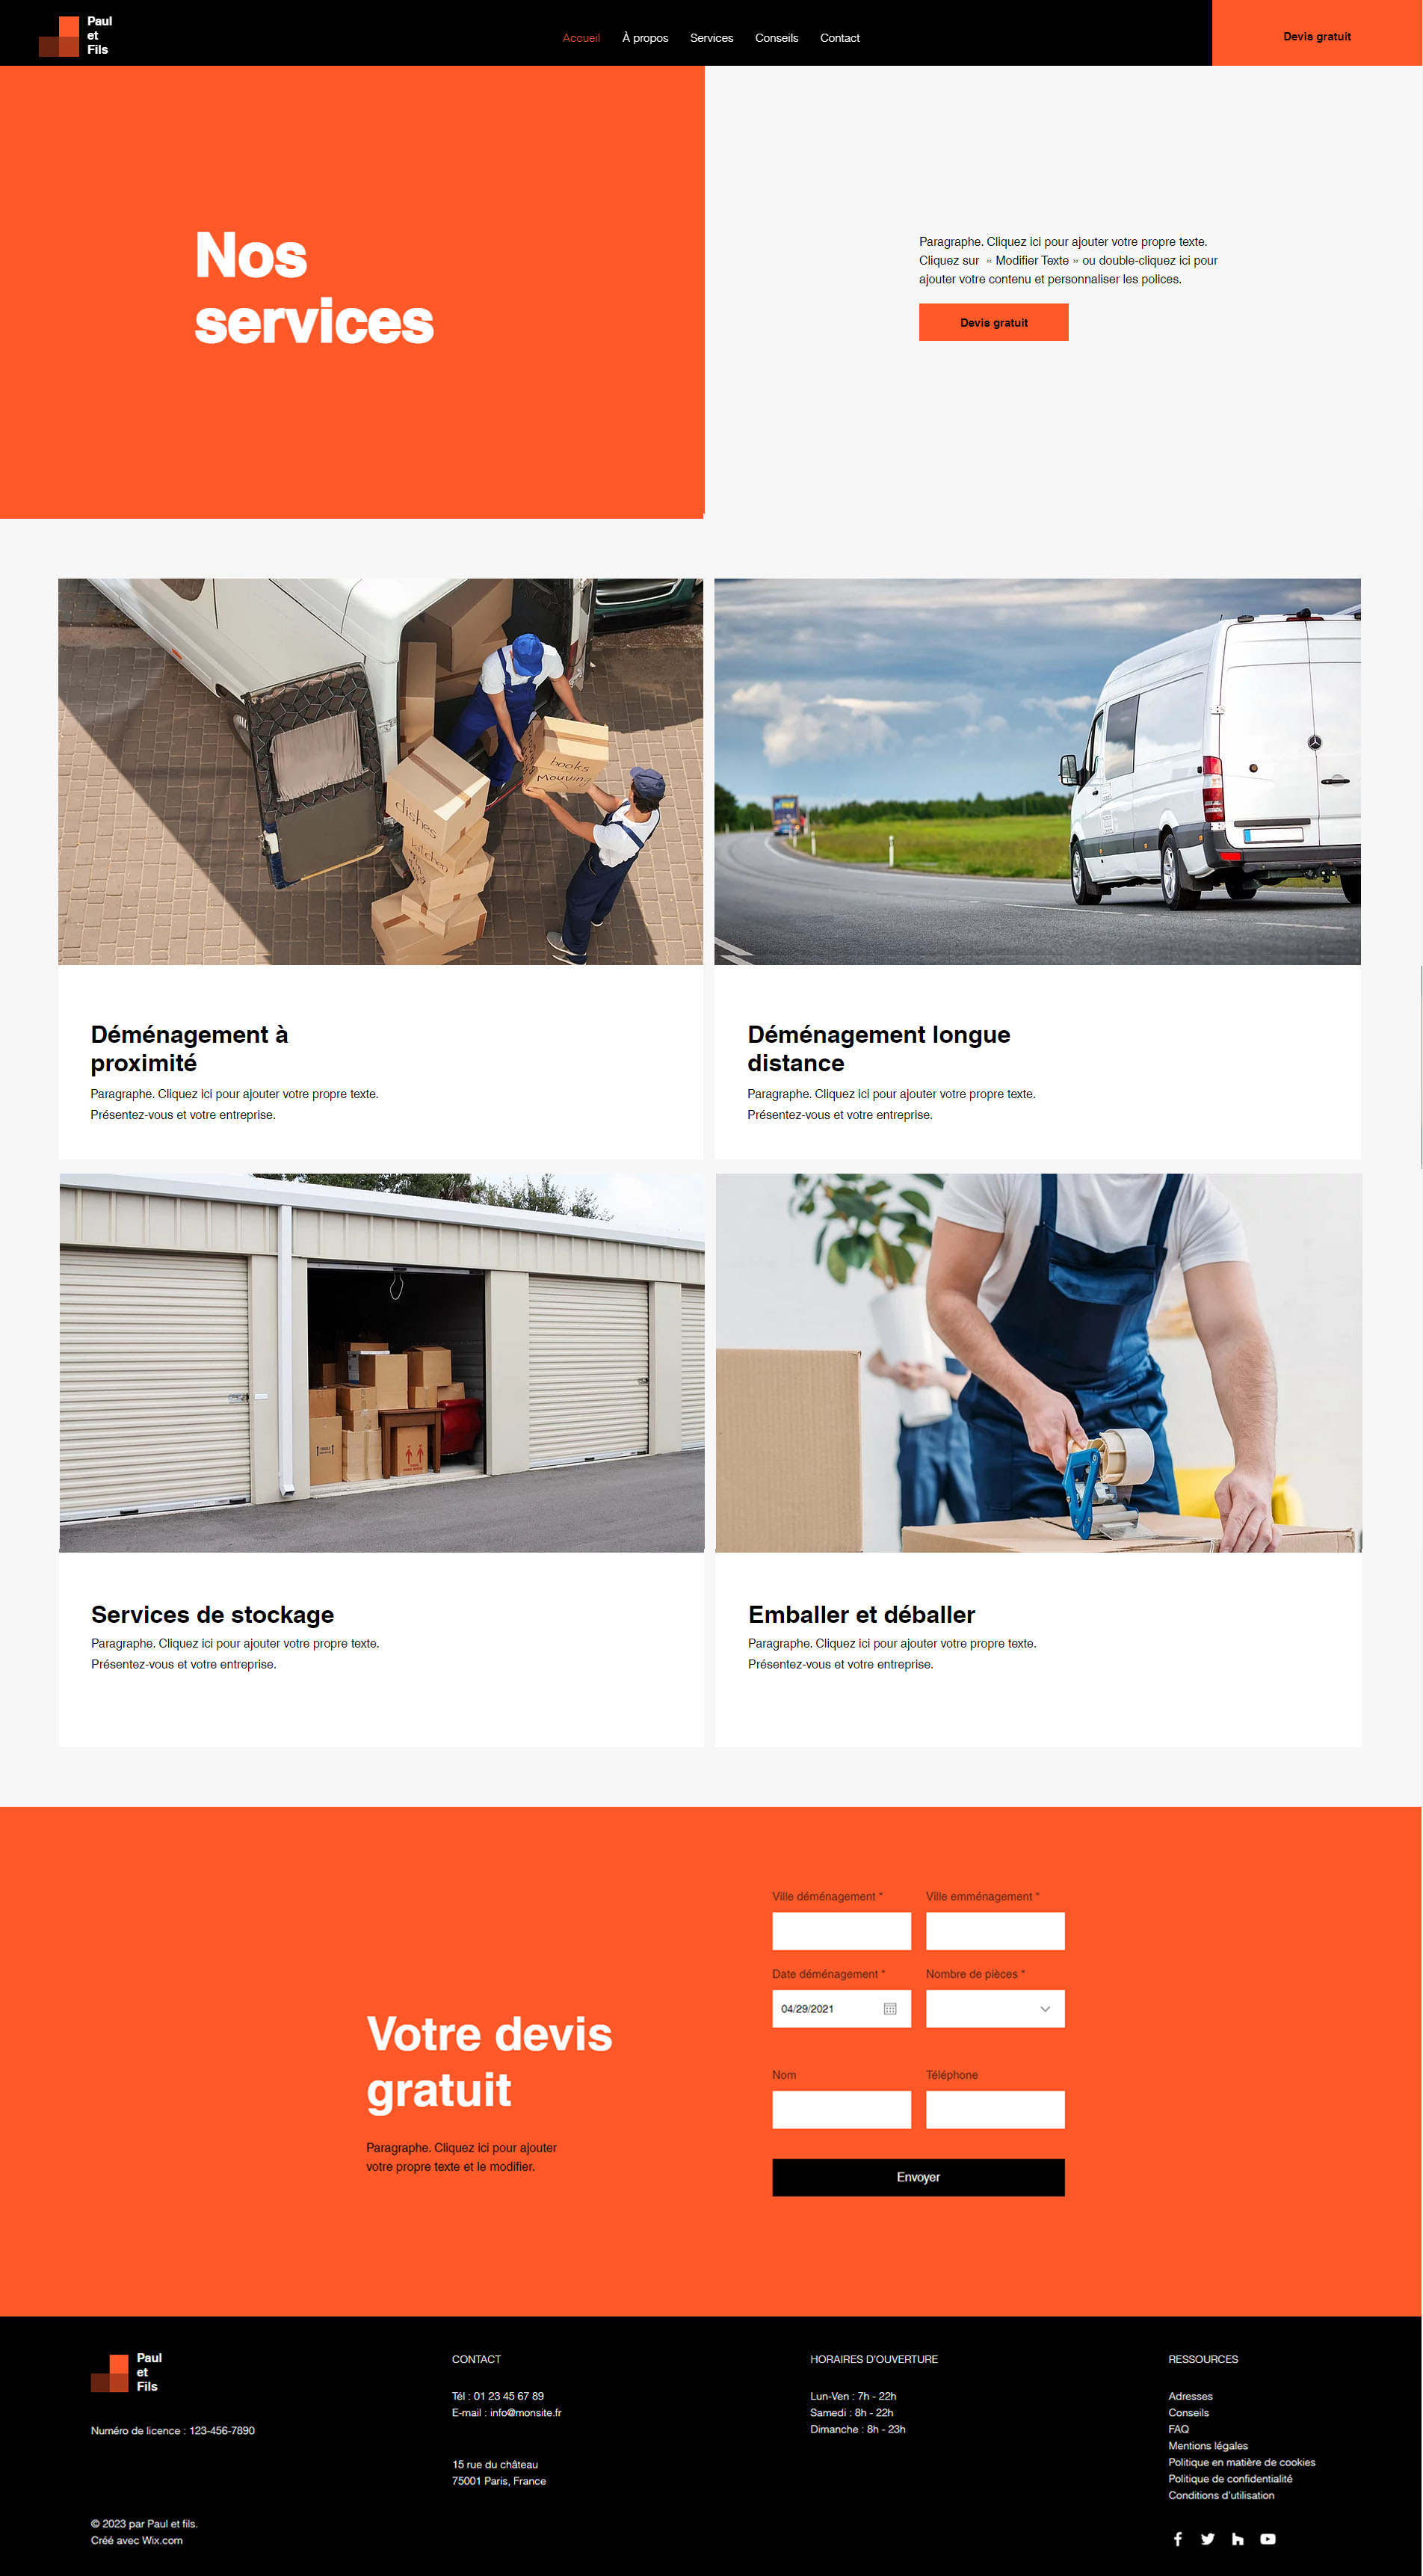 Paul
et
Fils
Accueil
À propos
Services
Conseils
Contact
Devis gratuit
Nos
services
Paragraphe. Cliquez ici pour ajouter votre propre texte.
Cliquez sur « Modifier Texte » ou double-cliquez ici pour
ajouter votre contenu et personnaliser les polices.
Devis gratuit
books
Mouving
dishes
kitchen
Déménagement à
proximité
Paragraphe. Cliquez ici pour ajouter votre propre texte.
Présentez-vous et votre entreprise.
Déménagement longue
distance
Paragraphe. Cliquez ici pour ajouter votre propre texte.
Présentez-vous et votre entreprise.
Services de stockage
Paragraphe. Cliquez ici pour ajouter votre propre texte.
Présentez-vous et votre entreprise.
Emballer et déballer
Paragraphe. Cliquez ici pour ajouter votre propre texte.
Présentez-vous et votre entreprise.
Votre devis
gratuit
Paragraphe. Cliquez ici pour ajouter
votre propre texte et le modifier.
Ville déménagement *
Ville emménagement *
Date déménagement *
Nombre de pièces *
04/29/2021
Nom
Téléphone
Envoyer
Paul
et
Fils
Numéro de licence : 123-456-7890
© 2023 par Paul et fils.
Créé avec Wix.com
CONTACT
Tél : 01 23 45 67 89
E-mail : info@monsite.fr
15 rue du château
75001 Paris, France
HORAIRES D'OUVERTURE
Lun-Ven : 7h - 22h
Samedi : 8h - 22h
Dimanche : 8h - 23h
RESSOURCES
Adresses
Conseils
FAQ
Mentions légales
Politique en matière de cookies
Politique de confidentialité
Conditions d'utilisation